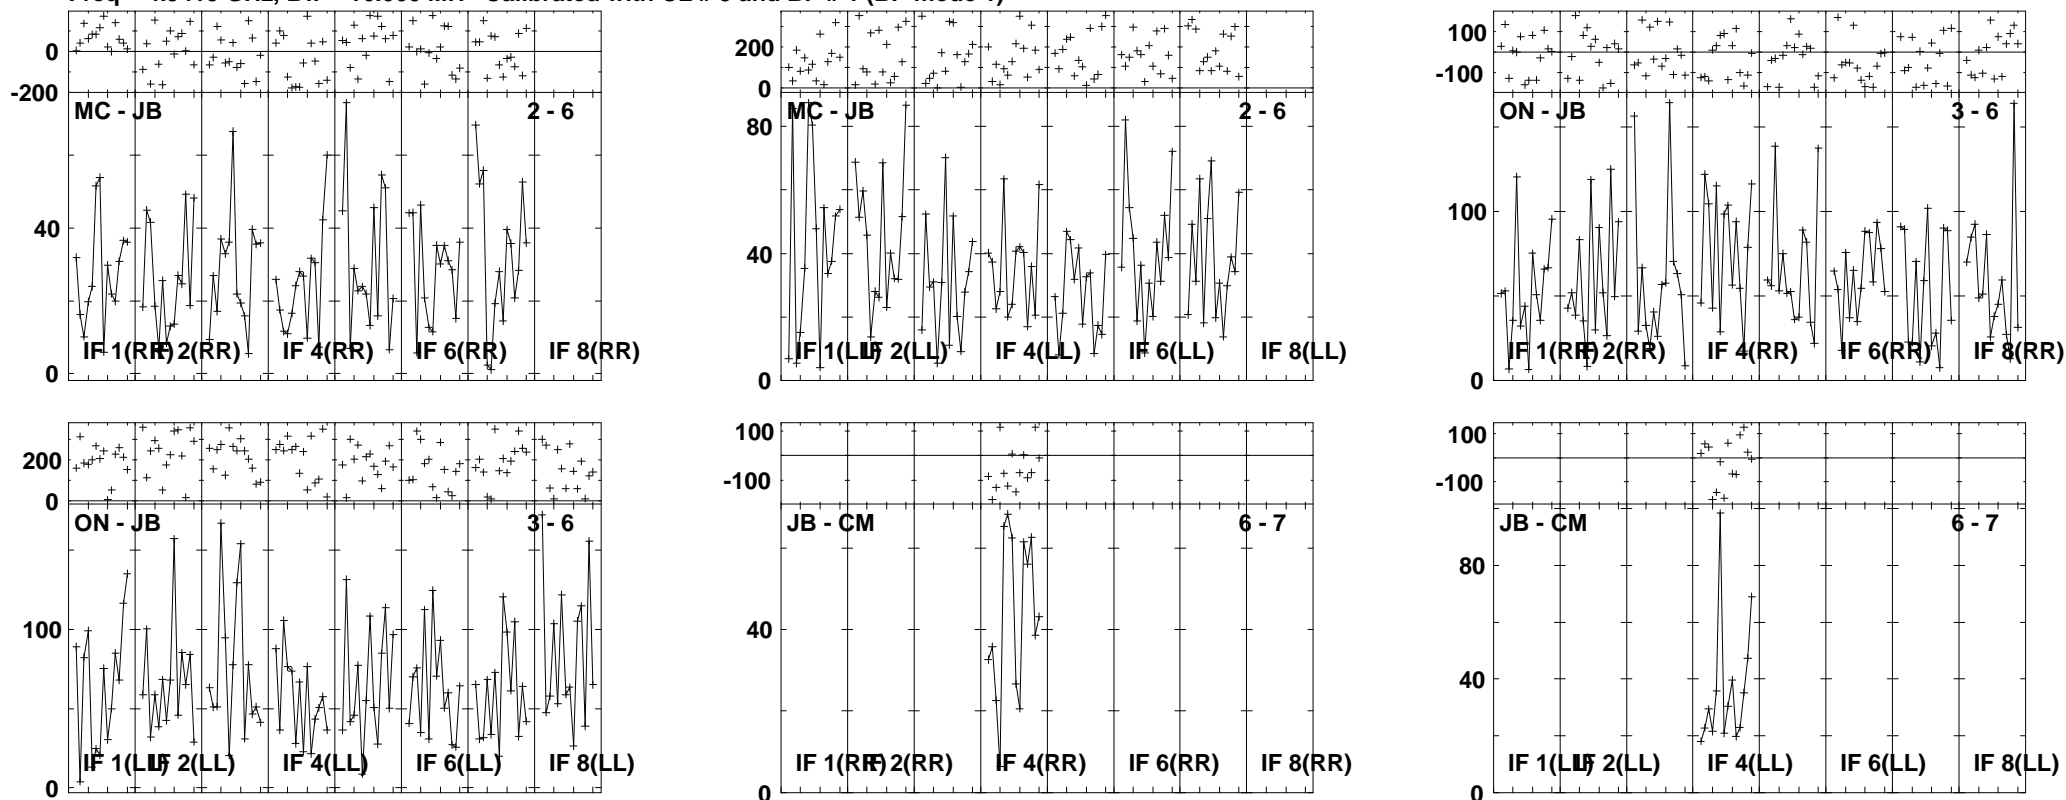 0
-200
MC - JB 2 - 6
40
0
IF 1(RR) IF 2(RR) IF 4(RR) IF 6(RR) IF 8(RR)
200
0
MC - JB 2 - 6
80
40
0
IF 1(LL) IF 2(LL) IF 4(LL) IF 6(LL) IF 8(LL)
100
-100
ON - JB 3 - 6
100
0
IF 1(RR) IF 2(RR) IF 4(RR) IF 6(RR) IF 8(RR)
200
0
ON - JB 3 - 6
100
0
IF 1(LL) IF 2(LL) IF 4(LL) IF 6(LL) IF 8(LL)
100
-100
JB - CM 6 - 7
40
0
IF 1(RR) IF 2(RR) IF 4(RR) IF 6(RR) IF 8(RR)
100
-100
JB - CM 6 - 7
80
40
0
IF 1(LL) IF 2(LL) IF 4(LL) IF 6(LL) IF 8(LL)